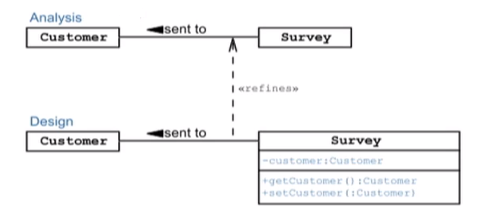 Analysis
Customer
sent to
Survey
«refines»
Design
Customer
sent to
Survey
-customer:Customer
+getCustomer():Customer
+setCustomer(:Customer)